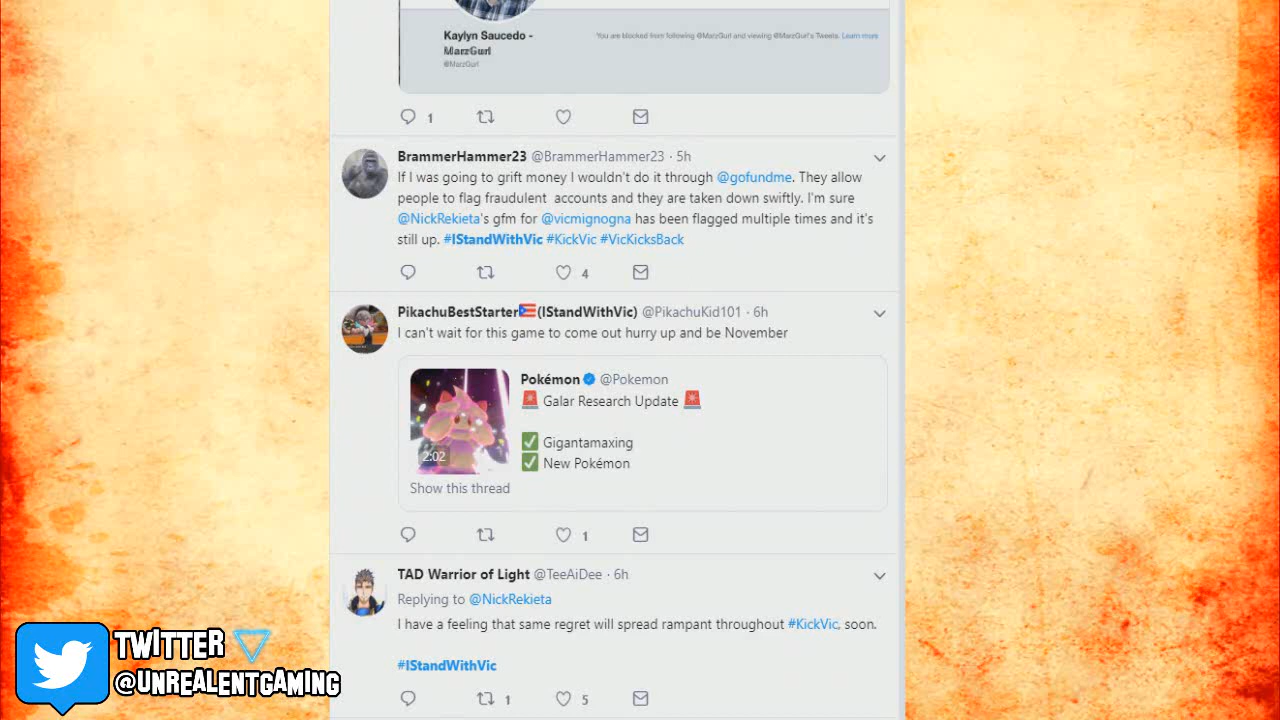 Kaylyn Saucedo -
MarzGurl
@MarzGurl
You are blocked from following @MarzGurl and viewing @MarzGurl's Tweets. Learn more
1
BrammerHammer23 @BrammerHammer23 · 5h
If I was going to grift money I wouldn't do it through @gofundme. They allow
people to flag fraudulent accounts and they are taken down swiftly. I'm sure
@NickRekieta's gfm for @vicmignogna has been flagged multiple times and it's
still up. #IStandWithVic #KickVic #VicKicksBack
4
PikachuBestStarter🇵🇷(IStandWithVic) @PikachuKid101 · 6h
I can't wait for this game to come out hurry up and be November
Pokémon @Pokemon
🚨 Galar Research Update 🚨
✅ Gigantamaxing
✅ New Pokémon
2:02
Show this thread
1
TAD Warrior of Light @TeeAiDee · 6h
Replying to @NickRekieta
I have a feeling that same regret will spread rampant throughout #KickVic, soon.
#IStandWithVic
1 5
TWITTER
@UNREALENTGAMING